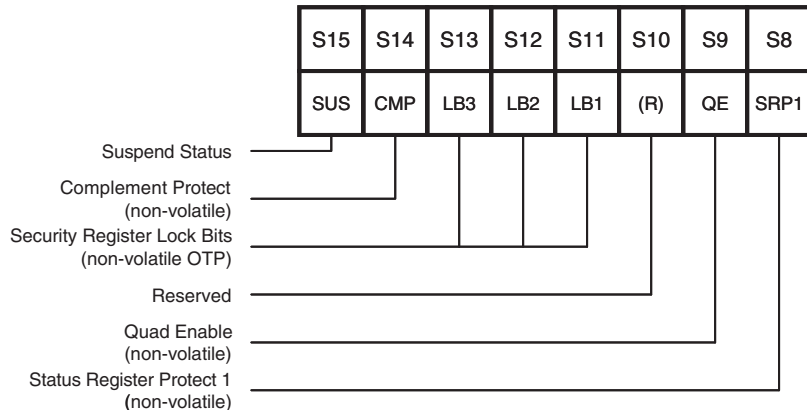 S15 S14 S13 S12 S11 S10 S9 S8
SUS CMP LB3 LB2 LB1 (R) QE SRP1
Suspend Status
Complement Protect
(non-volatile)
Security Register Lock Bits
(non-volatile OTP)
Reserved
Quad Enable
(non-volatile)
Status Register Protect 1
(non-volatile)